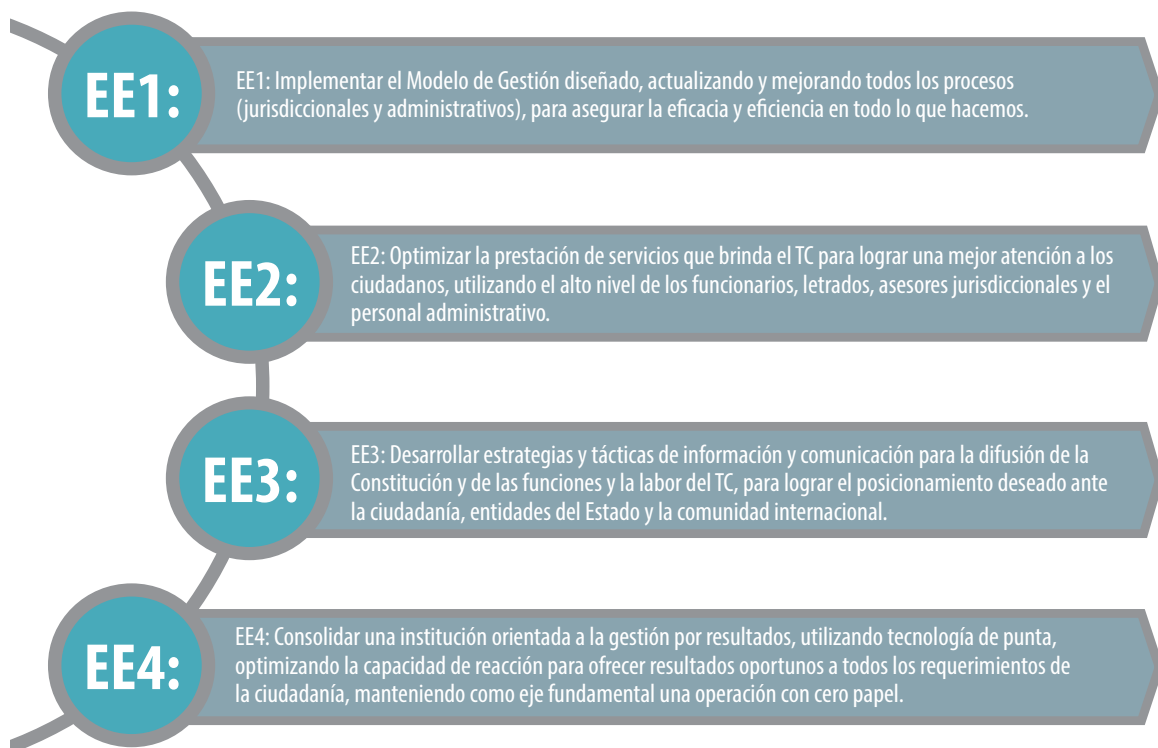 EE1:
EE1: Implementar el Modelo de Gestión diseñado, actualizando y mejorando todos los procesos
(jurisdiccionales y administrativos), para asegurar la eficacia y eficiencia en todo lo que hacemos.
EE2:
EE2: Optimizar la prestación de servicios que brinda el TC para lograr una mejor atención a los
ciudadanos, utilizando el alto nivel de los funcionarios, letrados, asesores jurisdiccionales y el
personal administrativo.
EE3:
EE3: Desarrollar estrategias y tácticas de información y comunicación para la difusión de la
Constitución y de las funciones y la labor del TC, para lograr el posicionamiento deseado ante
la ciudadanía, entidades del Estado y la comunidad internacional.
EE4:
EE4: Consolidar una institución orientada a la gestión por resultados, utilizando tecnología de punta,
optimizando la capacidad de reacción para ofrecer resultados oportunos a todos los requerimientos de
la ciudadanía, manteniendo como eje fundamental una operación con cero papel.